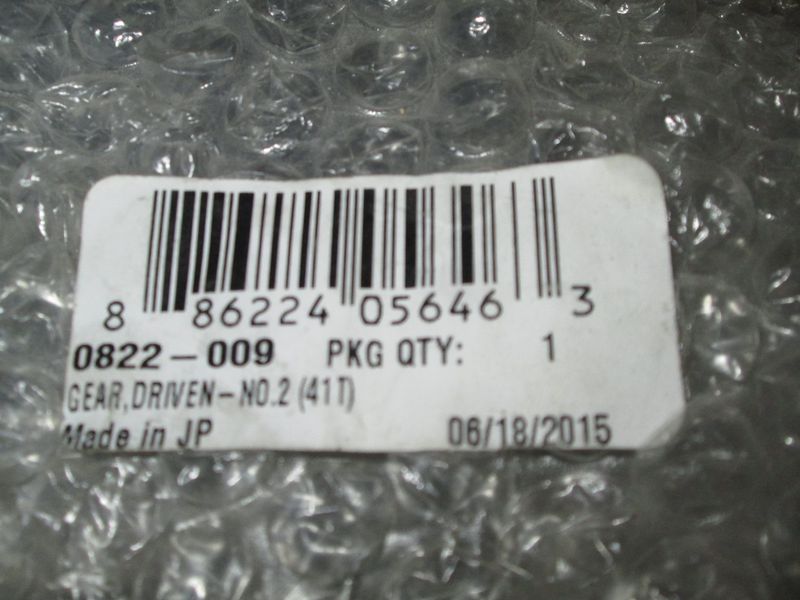 8 86224 05646 3
0822-009 PKG QTY: 1
GEAR,DRIVEN-NO.2 (41T)
Made in JP 06/18/2015